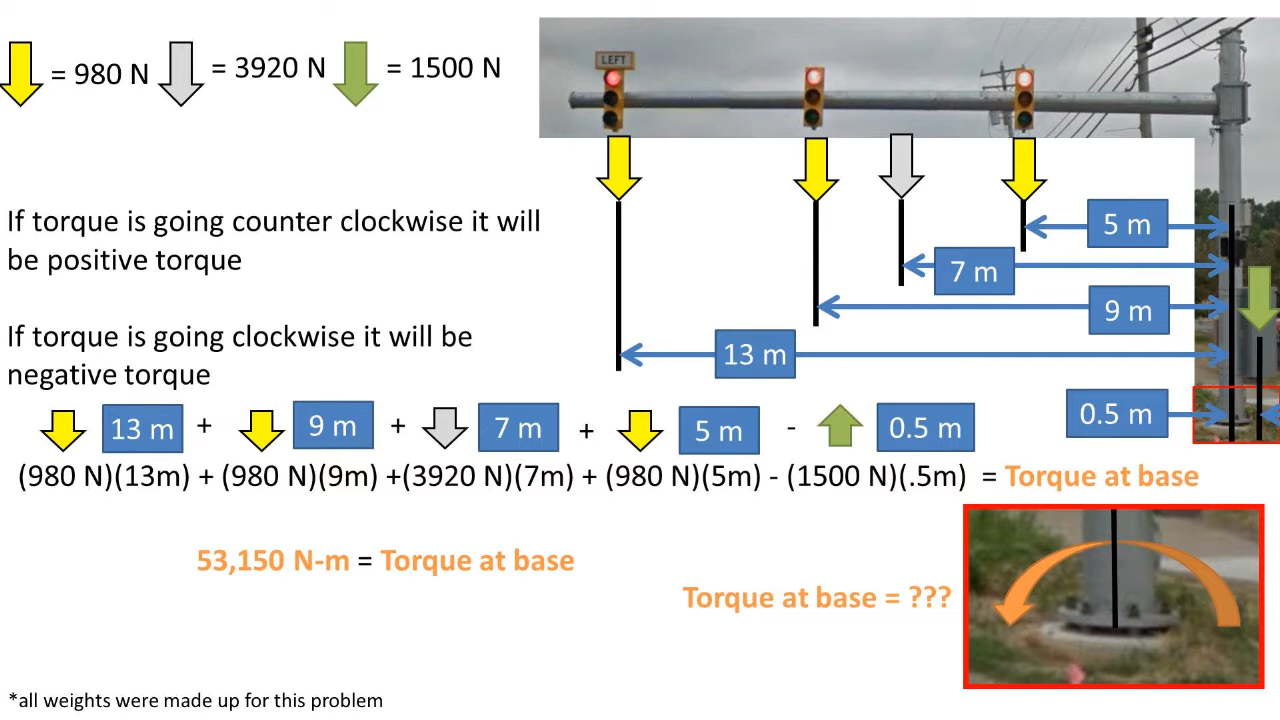 = 980 N
= 3920 N
= 1500 N
LEFT
If torque is going counter clockwise it will
be positive torque
If torque is going clockwise it will be
negative torque
5 m
7 m
9 m
13 m
0.5 m
13 m + 9 m + 7 m + 5 m - 0.5 m
(980 N)(13m) + (980 N)(9m) +(3920 N)(7m) + (980 N)(5m) - (1500 N)(.5m) = Torque at base
53,150 N-m = Torque at base
Torque at base = ???
*all weights were made up for this problem